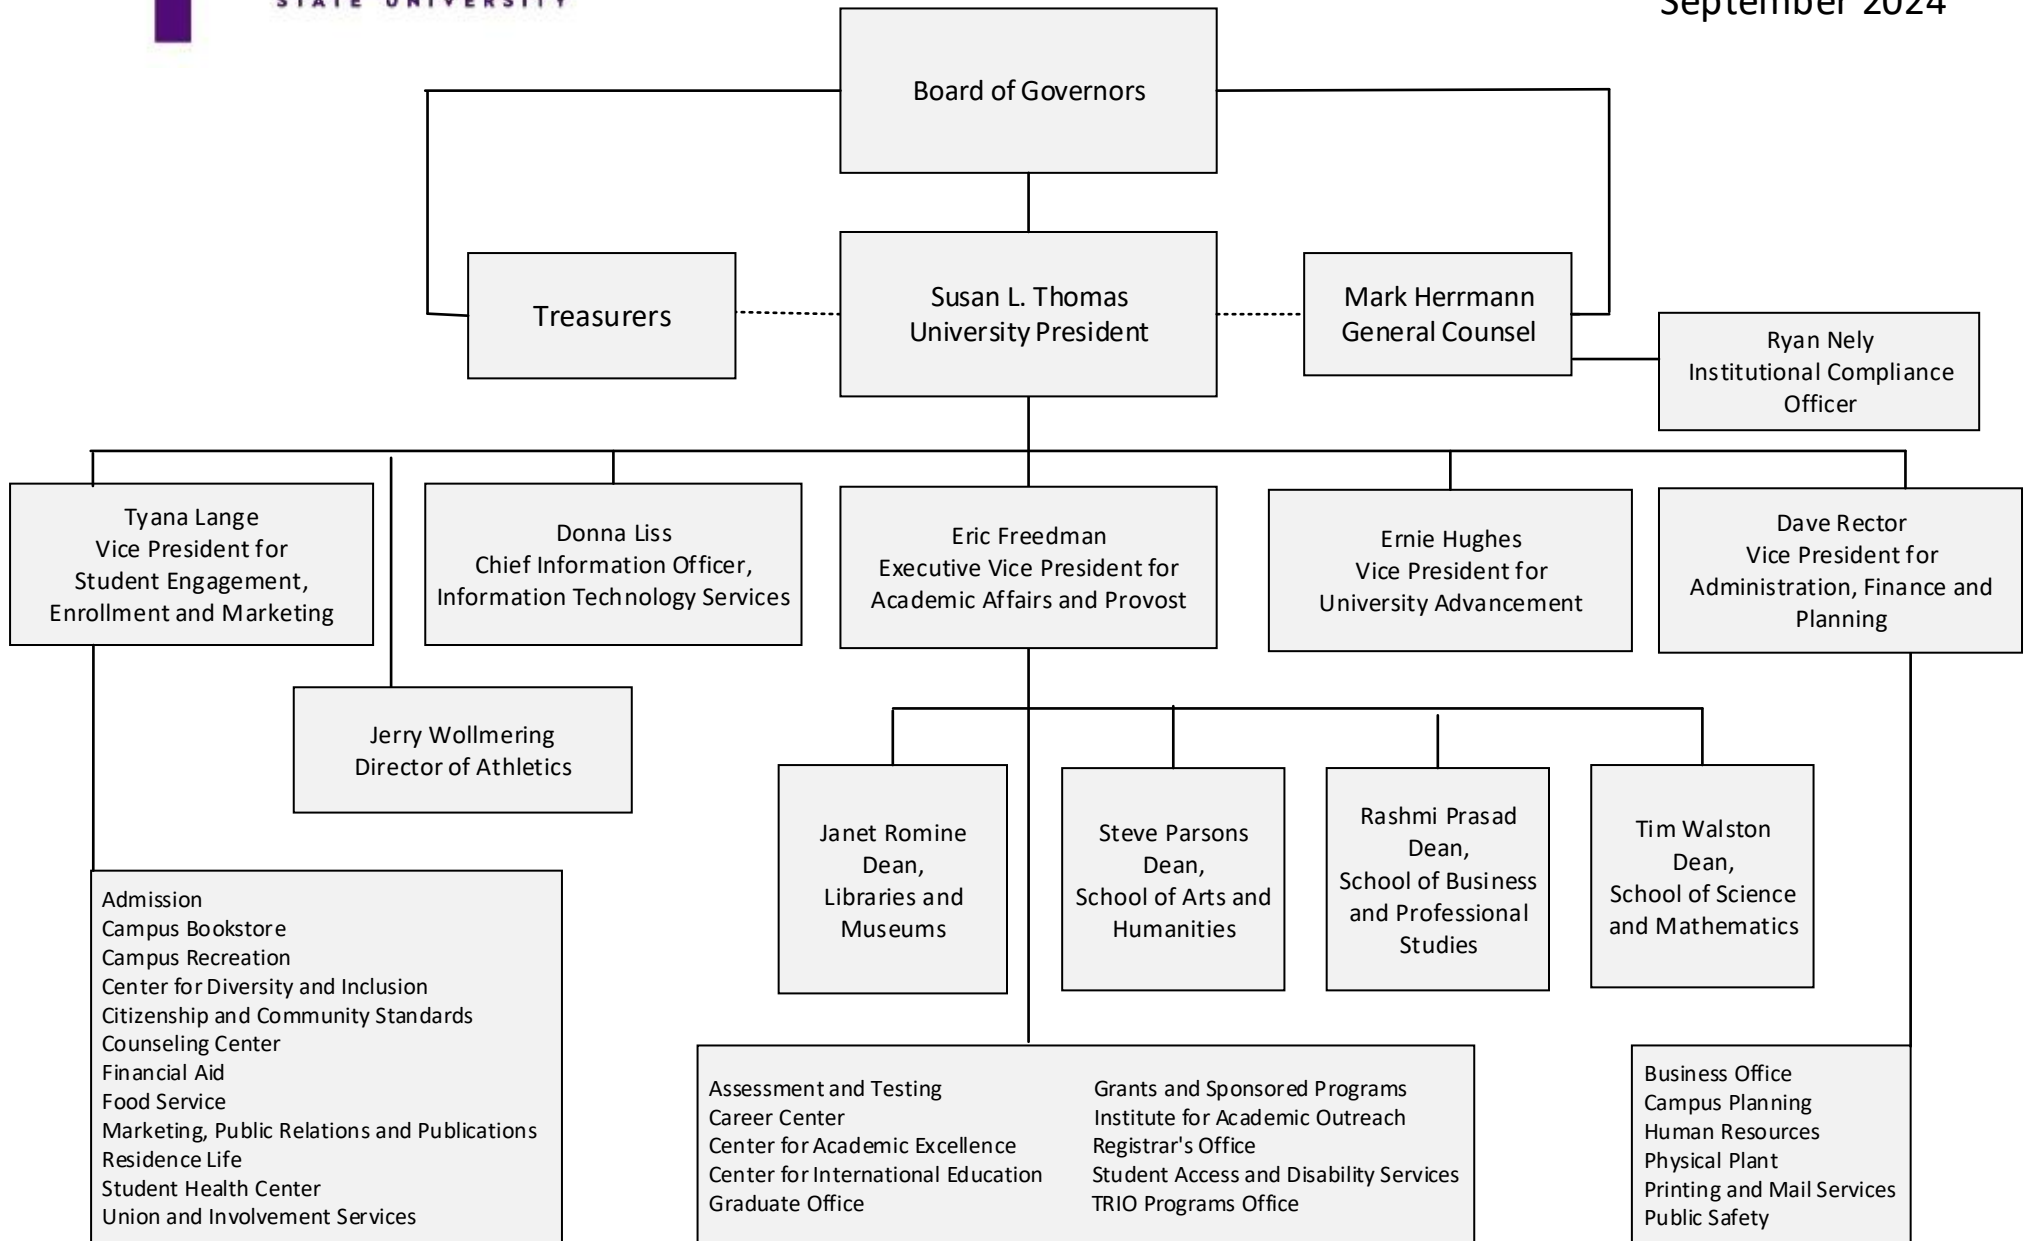 STATE UNIVERSITY
September 2024
Board of Governors
Treasurers
Susan L. Thomas
University President
Mark Herrmann
General Counsel
Ryan Nely
Institutional Compliance
Officer
Tyana Lange
Vice President for
Student Engagement,
Enrollment and Marketing
Donna Liss
Chief Information Officer,
Information Technology Services
Eric Freedman
Executive Vice President for
Academic Affairs and Provost
Ernie Hughes
Vice President for
University Advancement
Dave Rector
Vice President for
Administration, Finance and
Planning
Jerry Wollmering
Director of Athletics
Janet Romine
Dean,
Libraries and
Museums
Steve Parsons
Dean,
School of Arts and
Humanities
Rashmi Prasad
Dean,
School of Business
and Professional
Studies
Tim Walston
Dean,
School of Science
and Mathematics
Admission
Campus Bookstore
Campus Recreation
Center for Diversity and Inclusion
Citizenship and Community Standards
Counseling Center
Financial Aid
Food Service
Marketing, Public Relations and Publications
Residence Life
Student Health Center
Union and Involvement Services
Assessment and Testing
Career Center
Center for Academic Excellence
Center for International Education
Graduate Office
Grants and Sponsored Programs
Institute for Academic Outreach
Registrar's Office
Student Access and Disability Services
TRIO Programs Office
Business Office
Campus Planning
Human Resources
Physical Plant
Printing and Mail Services
Public Safety